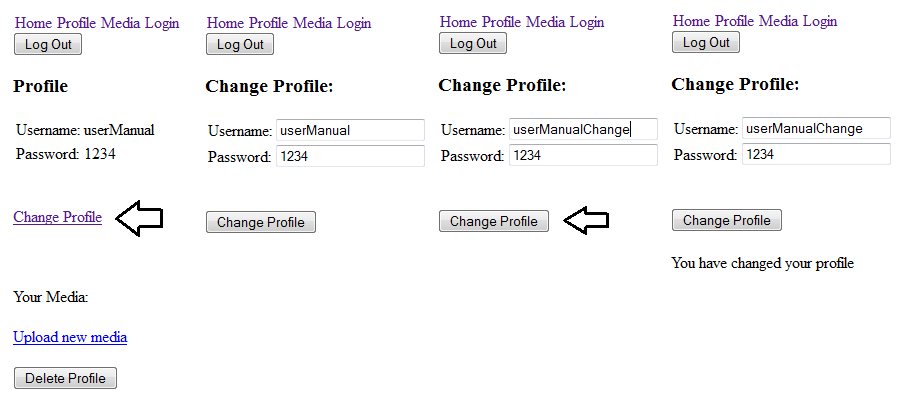 Home Profile Media Login
Log Out
Profile
Username: userManual
Password: 1234
Change Profile
Your Media:
Upload new media
Delete Profile
Home Profile Media Login
Log Out
Change Profile:
Username: userManual
Password: 1234
Change Profile
Home Profile Media Login
Log Out
Change Profile:
Username: userManualChange
Password: 1234
Change Profile
Home Profile Media Login
Log Out
Change Profile:
Username: userManualChange
Password: 1234
Change Profile
You have changed your profile